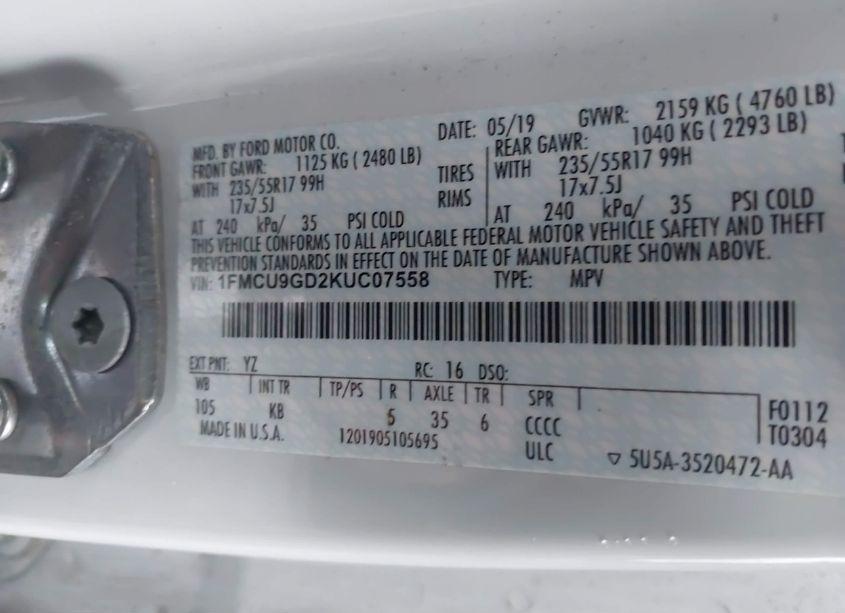 MFD. BY FORD MOTOR CO. DATE: 05/19 GVWR: 2159 KG ( 4760 LB)
FRONT GAWR: 1125 KG ( 2480 LB) REAR GAWR: 1040 KG ( 2293 LB)
WITH 235/55R17 99H TIRES WITH 235/55R17 99H
17x7.5J RIMS 17x7.5J
AT 240 kPa/ 35 PSI COLD AT 240 kPa/ 35 PSI COLD
THIS VEHICLE CONFORMS TO ALL APPLICABLE FEDERAL MOTOR VEHICLE SAFETY AND THEFT
PREVENTION STANDARDS IN EFFECT ON THE DATE OF MANUFACTURE SHOWN ABOVE.
VIN: 1FMCU9GD2KUC07558 TYPE: MPV
EXT PNT: YZ RC: 16 DSO:
WB INT TR TP/PS R AXLE TR SPR
105 KB 5 35 6 CCCC F0112
MADE IN U.S.A. 1201905105695 ULC T0304
▽ 5U5A-3520472-AA